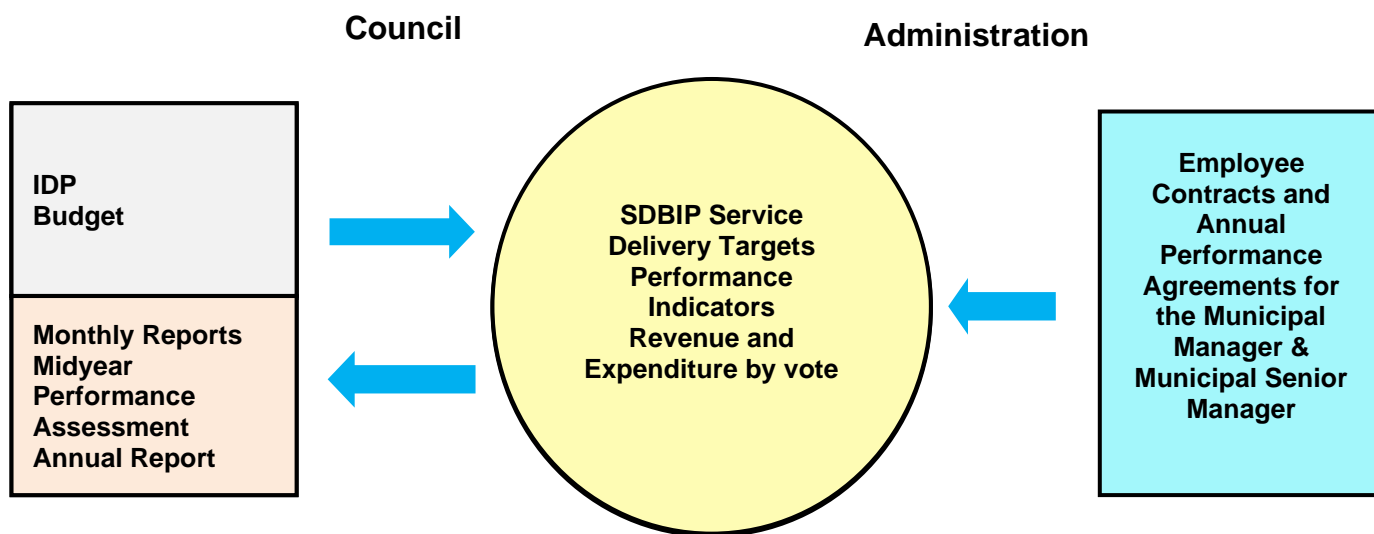 Council
Administration
IDP
Budget
Monthly Reports
Midyear
Performance
Assessment
Annual Report
SDBIP Service
Delivery Targets
Performance
Indicators
Revenue and
Expenditure by vote
Employee
Contracts and
Annual
Performance
Agreements for
the Municipal
Manager &
Municipal Senior
Manager